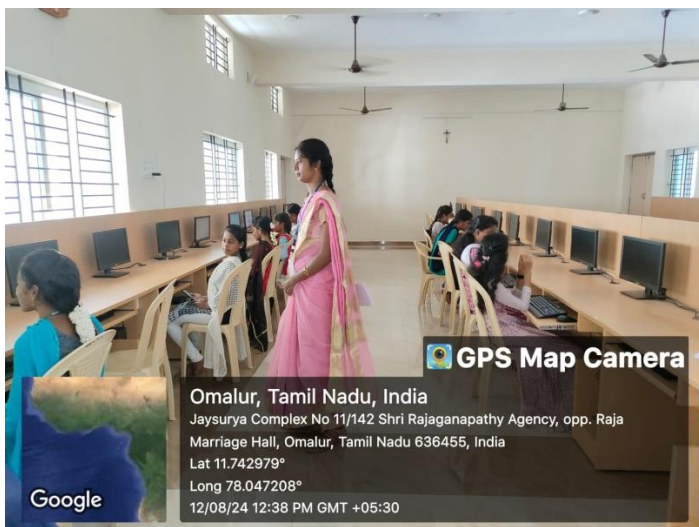 GPS Map Camera
Omalur, Tamil Nadu, India
Jaysurya Complex No 11/142 Shri Rajaganapathy Agency, opp. Raja
Marriage Hall, Omalur, Tamil Nadu 636455, India
Lat 11.742979°
Long 78.047208°
12/08/24 12:38 PM GMT +05:30
Google